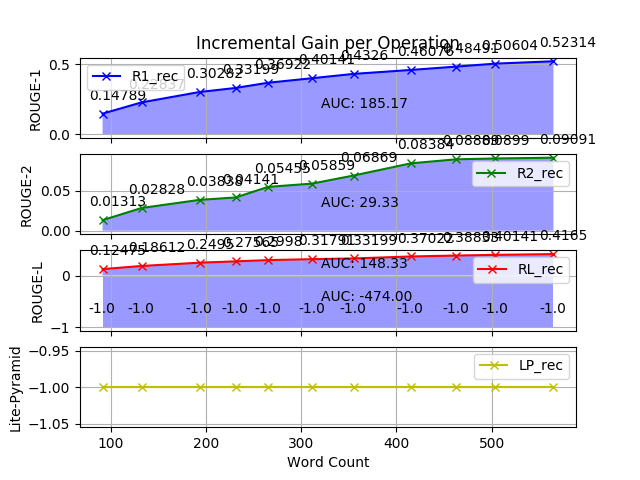 Incremental Gain per Operation
ROUGE-1
0.5
0.0
R1_rec
0.14789
0.22837
0.30282
0.33199
0.36922
0.40141
0.4326
0.46076
0.48491
0.50604
0.52314
AUC: 185.17
ROUGE-2
0.05
0.00
R2_rec
0.01313
0.02828
0.03838
0.04141
0.05455
0.05859
0.06869
0.08384
0.08889
0.0899
0.09091
AUC: 29.33
ROUGE-L
0
−1
RL_rec
0.12475
0.18612
0.2495
0.27565
0.2998
0.31791
0.33199
0.37022
0.38833
0.40141
0.4165
AUC: 148.33
AUC: -474.00
-1.0 -1.0 -1.0 -1.0 -1.0 -1.0 -1.0 -1.0 -1.0 -1.0 -1.0
Lite-Pyramid
−0.95
−1.00
−1.05
LP_rec
100 200 300 400 500
Word Count